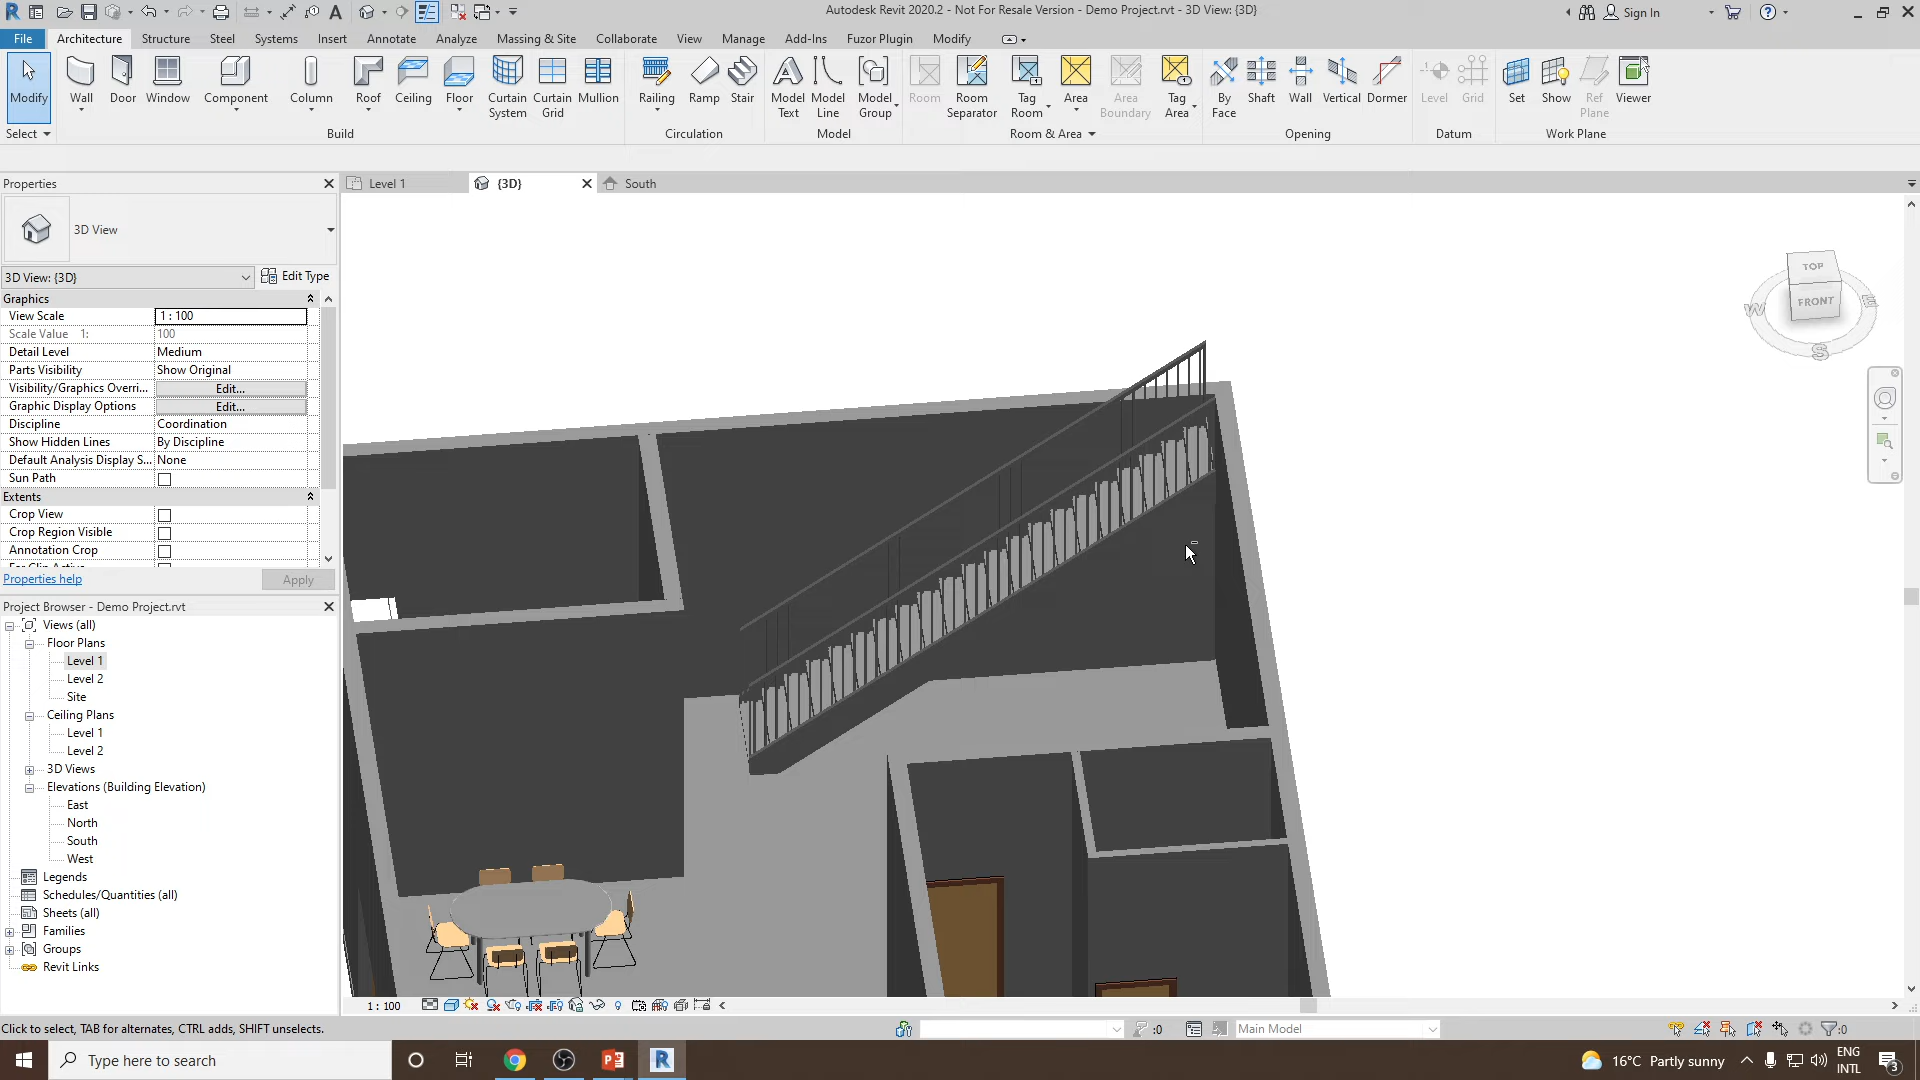 Autodesk Revit 2020.2 - Not For Resale Version - Demo Project.rvt - 3D View: {3D}
Sign In
File Architecture Structure Steel Systems Insert Annotate Analyze Massing & Site Collaborate View Manage Add-Ins Fuzor Plugin Modify
Modify
Wall
Door
Window
Component
Column
Roof
Ceiling
Floor
Curtain System
Curtain Grid
Mullion
Railing
Ramp
Stair
Model Text
Model Line
Model Group
Room
Room Separator
Tag Room
Area
Area Boundary
Tag Area
By Face
Shaft
Wall
Vertical
Dormer
Level
Grid
Set
Show
Ref Plane
Viewer
Select
Build
Circulation
Model
Room & Area
Opening
Datum
Work Plane
Properties
Level 1
{3D}
South
3D View
3D View: {3D}
Edit Type
Graphics
View Scale 1 : 100
Scale Value 1: 100
Detail Level Medium
Parts Visibility Show Original
Visibility/Graphics Overri... Edit...
Graphic Display Options Edit...
Discipline Coordination
Show Hidden Lines By Discipline
Default Analysis Display S... None
Sun Path
Extents
Crop View
Crop Region Visible
Annotation Crop
Properties help
Apply
Project Browser - Demo Project.rvt
Views (all)
Floor Plans
Level 1
Level 2
Site
Ceiling Plans
Level 1
Level 2
3D Views
Elevations (Building Elevation)
East
North
South
West
Legends
Schedules/Quantities (all)
Sheets (all)
Families
Groups
Revit Links
TOP
FRONT
W
E
S
1 : 100
Click to select, TAB for alternates, CTRL adds, SHIFT unselects.
:0
Main Model
:0
Type here to search
16°C Partly sunny
ENG
INTL
3